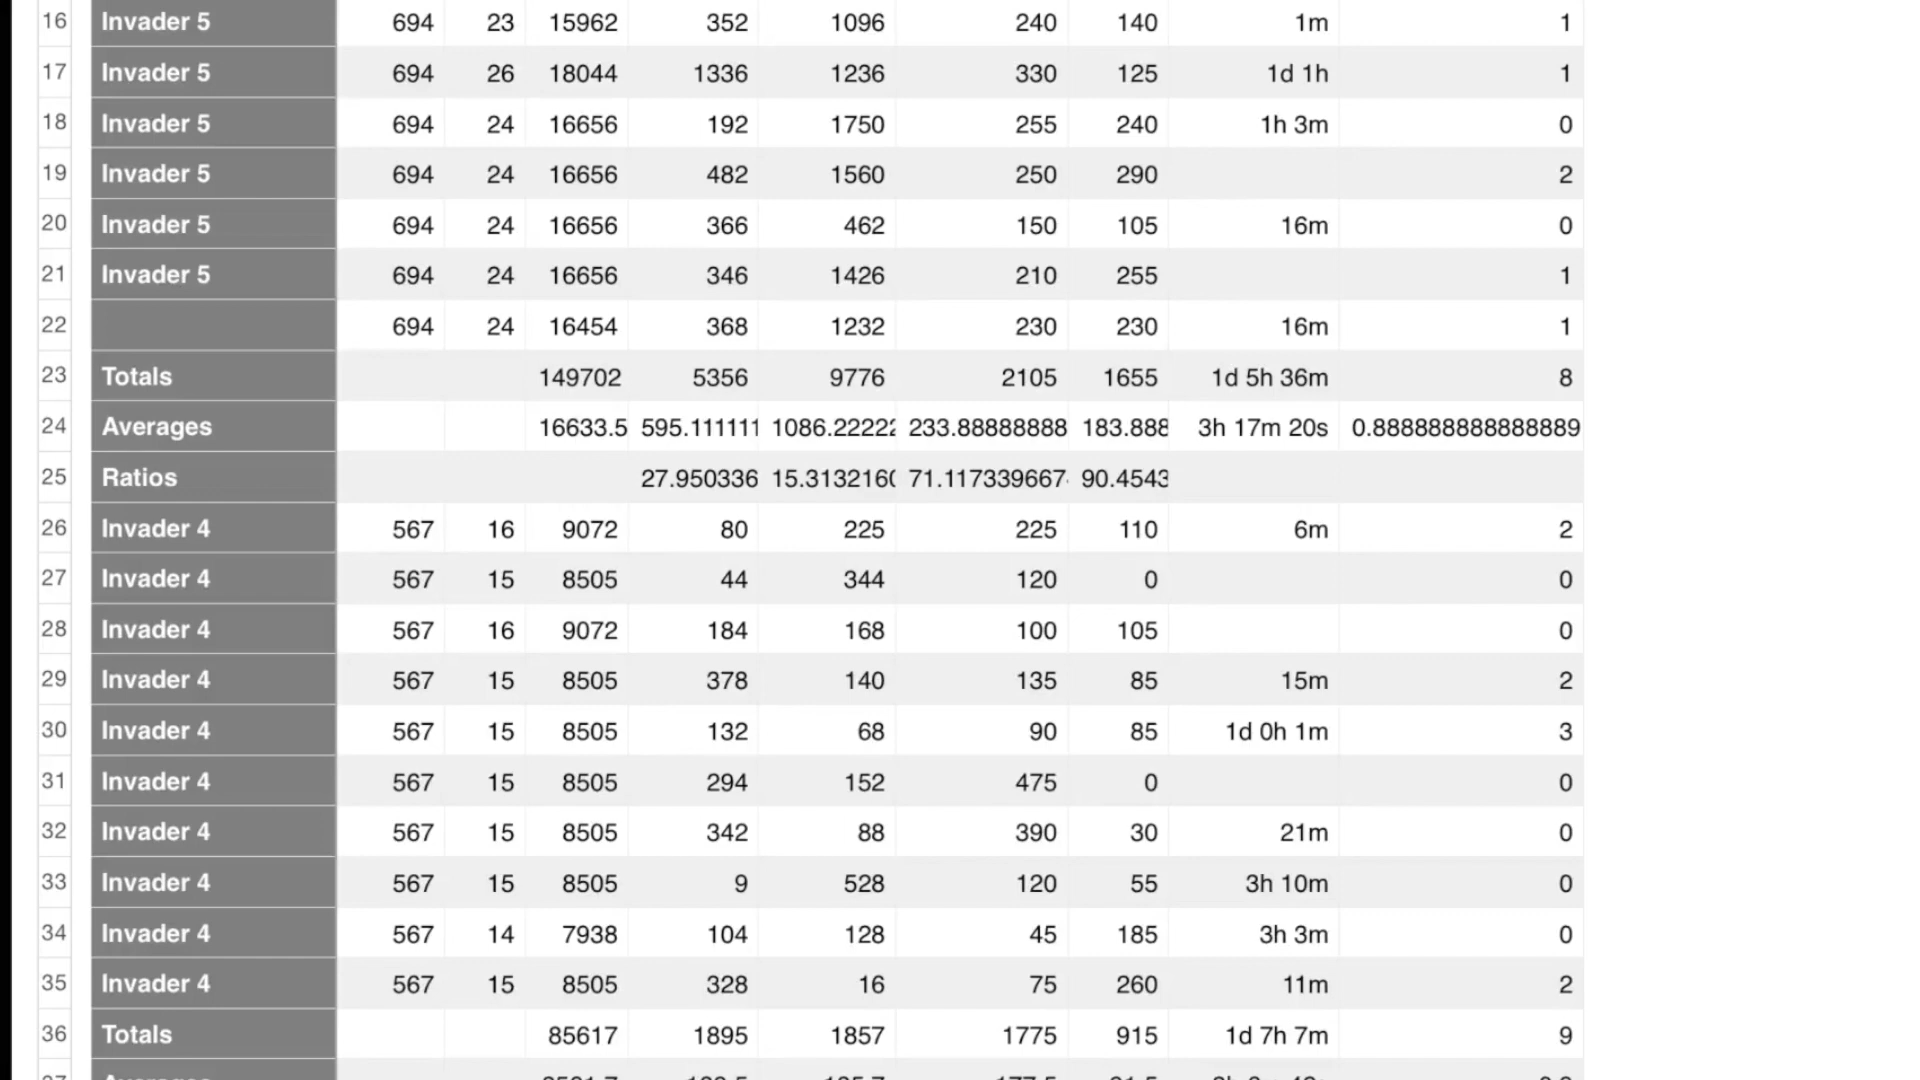 16 Invader 5 694 23 15962 352 1096 240 140 1m 1
17 Invader 5 694 26 18044 1336 1236 330 125 1d 1h 1
18 Invader 5 694 24 16656 192 1750 255 240 1h 3m 0
19 Invader 5 694 24 16656 482 1560 250 290 2
20 Invader 5 694 24 16656 366 462 150 105 16m 0
21 Invader 5 694 24 16656 346 1426 210 255 1
22 694 24 16454 368 1232 230 230 16m 1
23 Totals 149702 5356 9776 2105 1655 1d 5h 36m 8
24 Averages 16633.5 595.111111 1086.22222 233.88888888 183.888 3h 17m 20s 0.888888888888889
25 Ratios 27.950336 15.3132160 71.117339667 90.4543
26 Invader 4 567 16 9072 80 225 225 110 6m 2
27 Invader 4 567 15 8505 44 344 120 0 0
28 Invader 4 567 16 9072 184 168 100 105 0
29 Invader 4 567 15 8505 378 140 135 85 15m 2
30 Invader 4 567 15 8505 132 68 90 85 1d 0h 1m 3
31 Invader 4 567 15 8505 294 152 475 0 0
32 Invader 4 567 15 8505 342 88 390 30 21m 0
33 Invader 4 567 15 8505 9 528 120 55 3h 10m 0
34 Invader 4 567 14 7938 104 128 45 185 3h 3m 0
35 Invader 4 567 15 8505 328 16 75 260 11m 2
36 Totals 85617 1895 1857 1775 915 1d 7h 7m 9